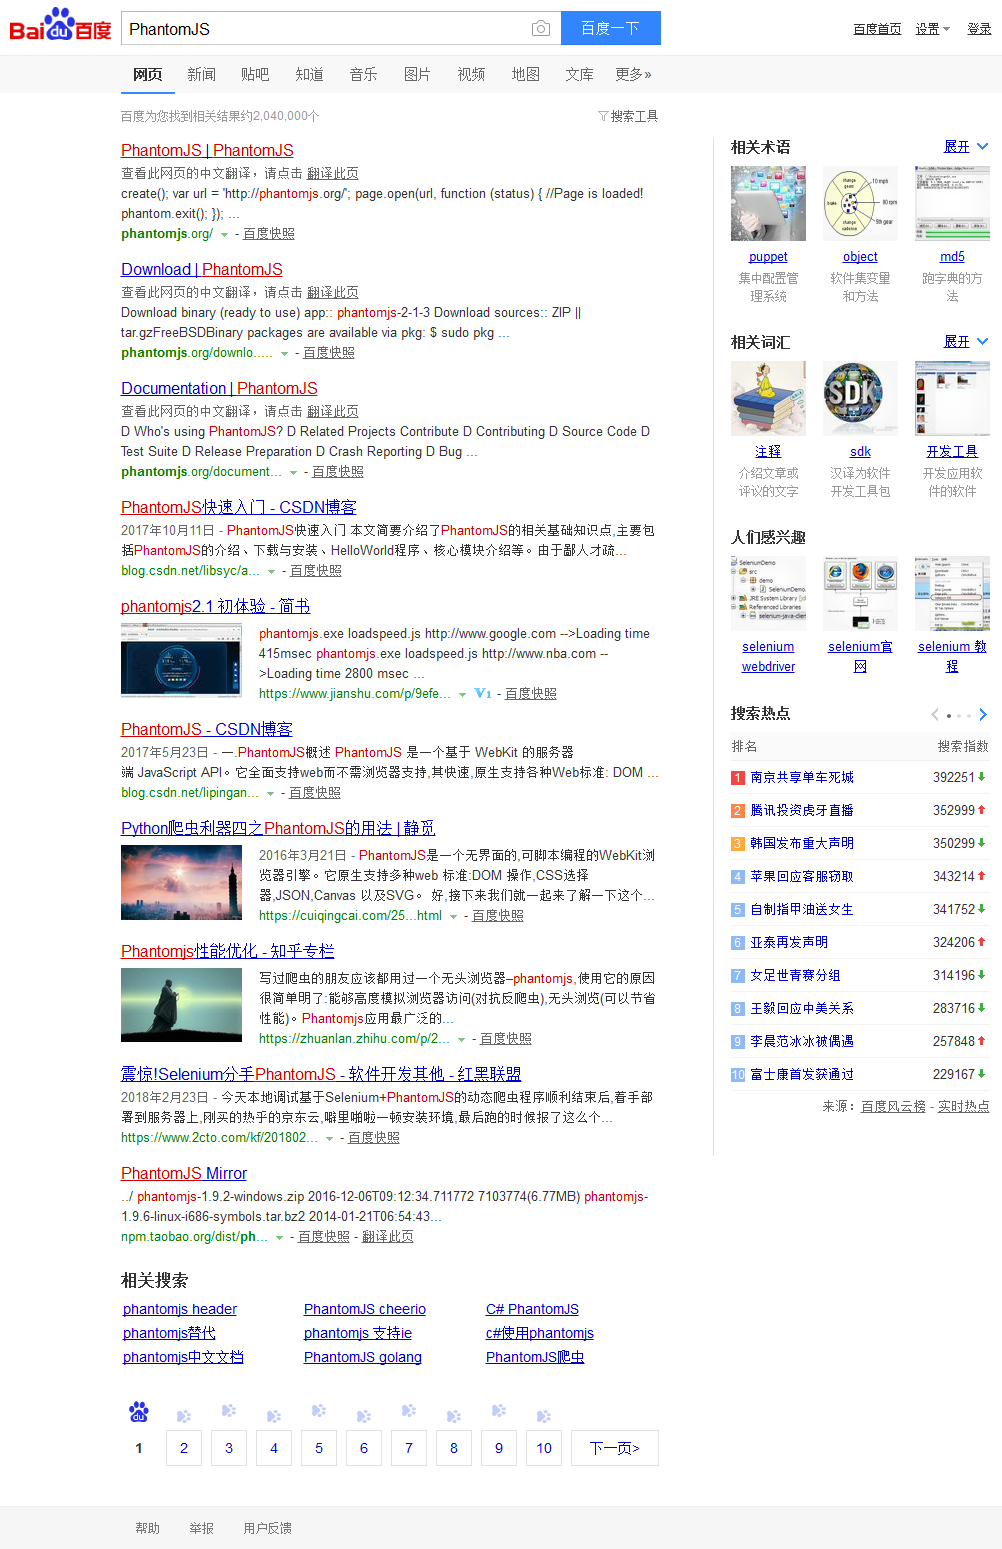 Bai du 百度
PhantomJS
百度一下
百度首页 设置 登录
网页 新闻 贴吧 知道 音乐 图片 视频 地图 文库 更多»
百度为您找到相关结果约2,040,000个
搜索工具
PhantomJS | PhantomJS
查看此网页的中文翻译，请点击 翻译此页
create(); var url = 'http://phantomjs.org/'; page.open(url, function (status) { //Page is loaded!
phantom.exit(); }); ...
phantomjs.org/ - 百度快照
Download | PhantomJS
查看此网页的中文翻译，请点击 翻译此页
Download binary (ready to use) app:: phantomjs-2-1-3 Download sources:: ZIP ||
tar.gzFreeBSDBinary packages are available via pkg: $ sudo pkg ...
phantomjs.org/downlo..... - 百度快照
Documentation | PhantomJS
查看此网页的中文翻译，请点击 翻译此页
D Who's using PhantomJS? D Related Projects Contribute D Contributing D Source Code D
Test Suite D Release Preparation D Crash Reporting D Bug ...
phantomjs.org/document... - 百度快照
PhantomJS快速入门 - CSDN博客
2017年10月11日 - PhantomJS快速入门 本文简要介绍了PhantomJS的相关基础知识点,主要包
括PhantomJS的介绍、下载与安装、HelloWorld程序、核心模块介绍等。由于鄙人才疏...
blog.csdn.net/libsyc/a... - 百度快照
phantomjs2.1 初体验 - 简书
phantomjs.exe loadspeed.js http://www.google.com -->Loading time
415msec phantomjs.exe loadspeed.js http://www.nba.com --
>Loading time 2800 msec ...
https://www.jianshu.com/p/9efe... V1 - 百度快照
PhantomJS - CSDN博客
2017年5月23日 - 一.PhantomJS概述 PhantomJS 是一个基于 WebKit 的服务器
端 JavaScript API。它全面支持web而不需浏览器支持,其快速,原生支持各种Web标准: DOM ...
blog.csdn.net/lipingan... - 百度快照
Python爬虫利器四之PhantomJS的用法 | 静觅
2016年3月21日 - PhantomJS是一个无界面的,可脚本编程的WebKit浏
览器引擎。它原生支持多种web 标准:DOM 操作,CSS选择
器,JSON,Canvas 以及SVG。 好,接下来我们就一起来了解一下这个...
https://cuiqingcai.com/25...html - 百度快照
Phantomjs性能优化 - 知乎专栏
写过爬虫的朋友应该都用过一个无头浏览器–phantomjs,使用它的原因
很简单明了:能够高度模拟浏览器访问(对抗反爬虫),无头浏览(可以节省
性能)。Phantomjs应用最广泛的...
https://zhuanlan.zhihu.com/p/2... - 百度快照
震惊!Selenium分手PhantomJS - 软件开发其他 - 红黑联盟
2018年2月23日 - 今天本地调试基于Selenium+PhantomJS的动态爬虫程序顺利结束后,着手部
署到服务器上,刚买的热乎的京东云,噼里啪啦一顿安装环境,最后跑的时候报了这么个...
https://www.2cto.com/kf/201802... - 百度快照
PhantomJS Mirror
../ phantomjs-1.9.2-windows.zip 2016-12-06T09:12:34.711772 7103774(6.77MB) phantomjs-
1.9.6-linux-i686-symbols.tar.bz2 2014-01-21T06:54:43...
npm.taobao.org/dist/ph... - 百度快照 - 翻译此页
相关搜索
phantomjs header PhantomJS cheerio C# PhantomJS
phantomjs替代 phantomjs 支持ie c#使用phantomjs
phantomjs中文文档 PhantomJS golang PhantomJS爬虫
du
1 2 3 4 5 6 7 8 9 10 下一页>
相关术语 展开
puppet object md5
集中配置管 软件集变量 跑字典的方
理系统 和方法 法
相关词汇 展开
SDK
注释 sdk 开发工具
介绍文章或 汉译为软件 开发应用软
评议的文字 开发工具包 件的软件
人们感兴趣
selenium selenium官 selenium 教
webdriver 网 程
搜索热点
排名 搜索指数
1 南京共享单车死城 392251
2 腾讯投资虎牙直播 352999
3 韩国发布重大声明 350299
4 苹果回应客服窃取 343214
5 自制指甲油送女生 341752
6 亚泰再发声明 324206
7 女足世青赛分组 314196
8 王毅回应中美关系 283716
9 李晨范冰冰被偶遇 257848
10 富士康首发获通过 229167
来源：百度风云榜 - 实时热点
帮助 举报 用户反馈